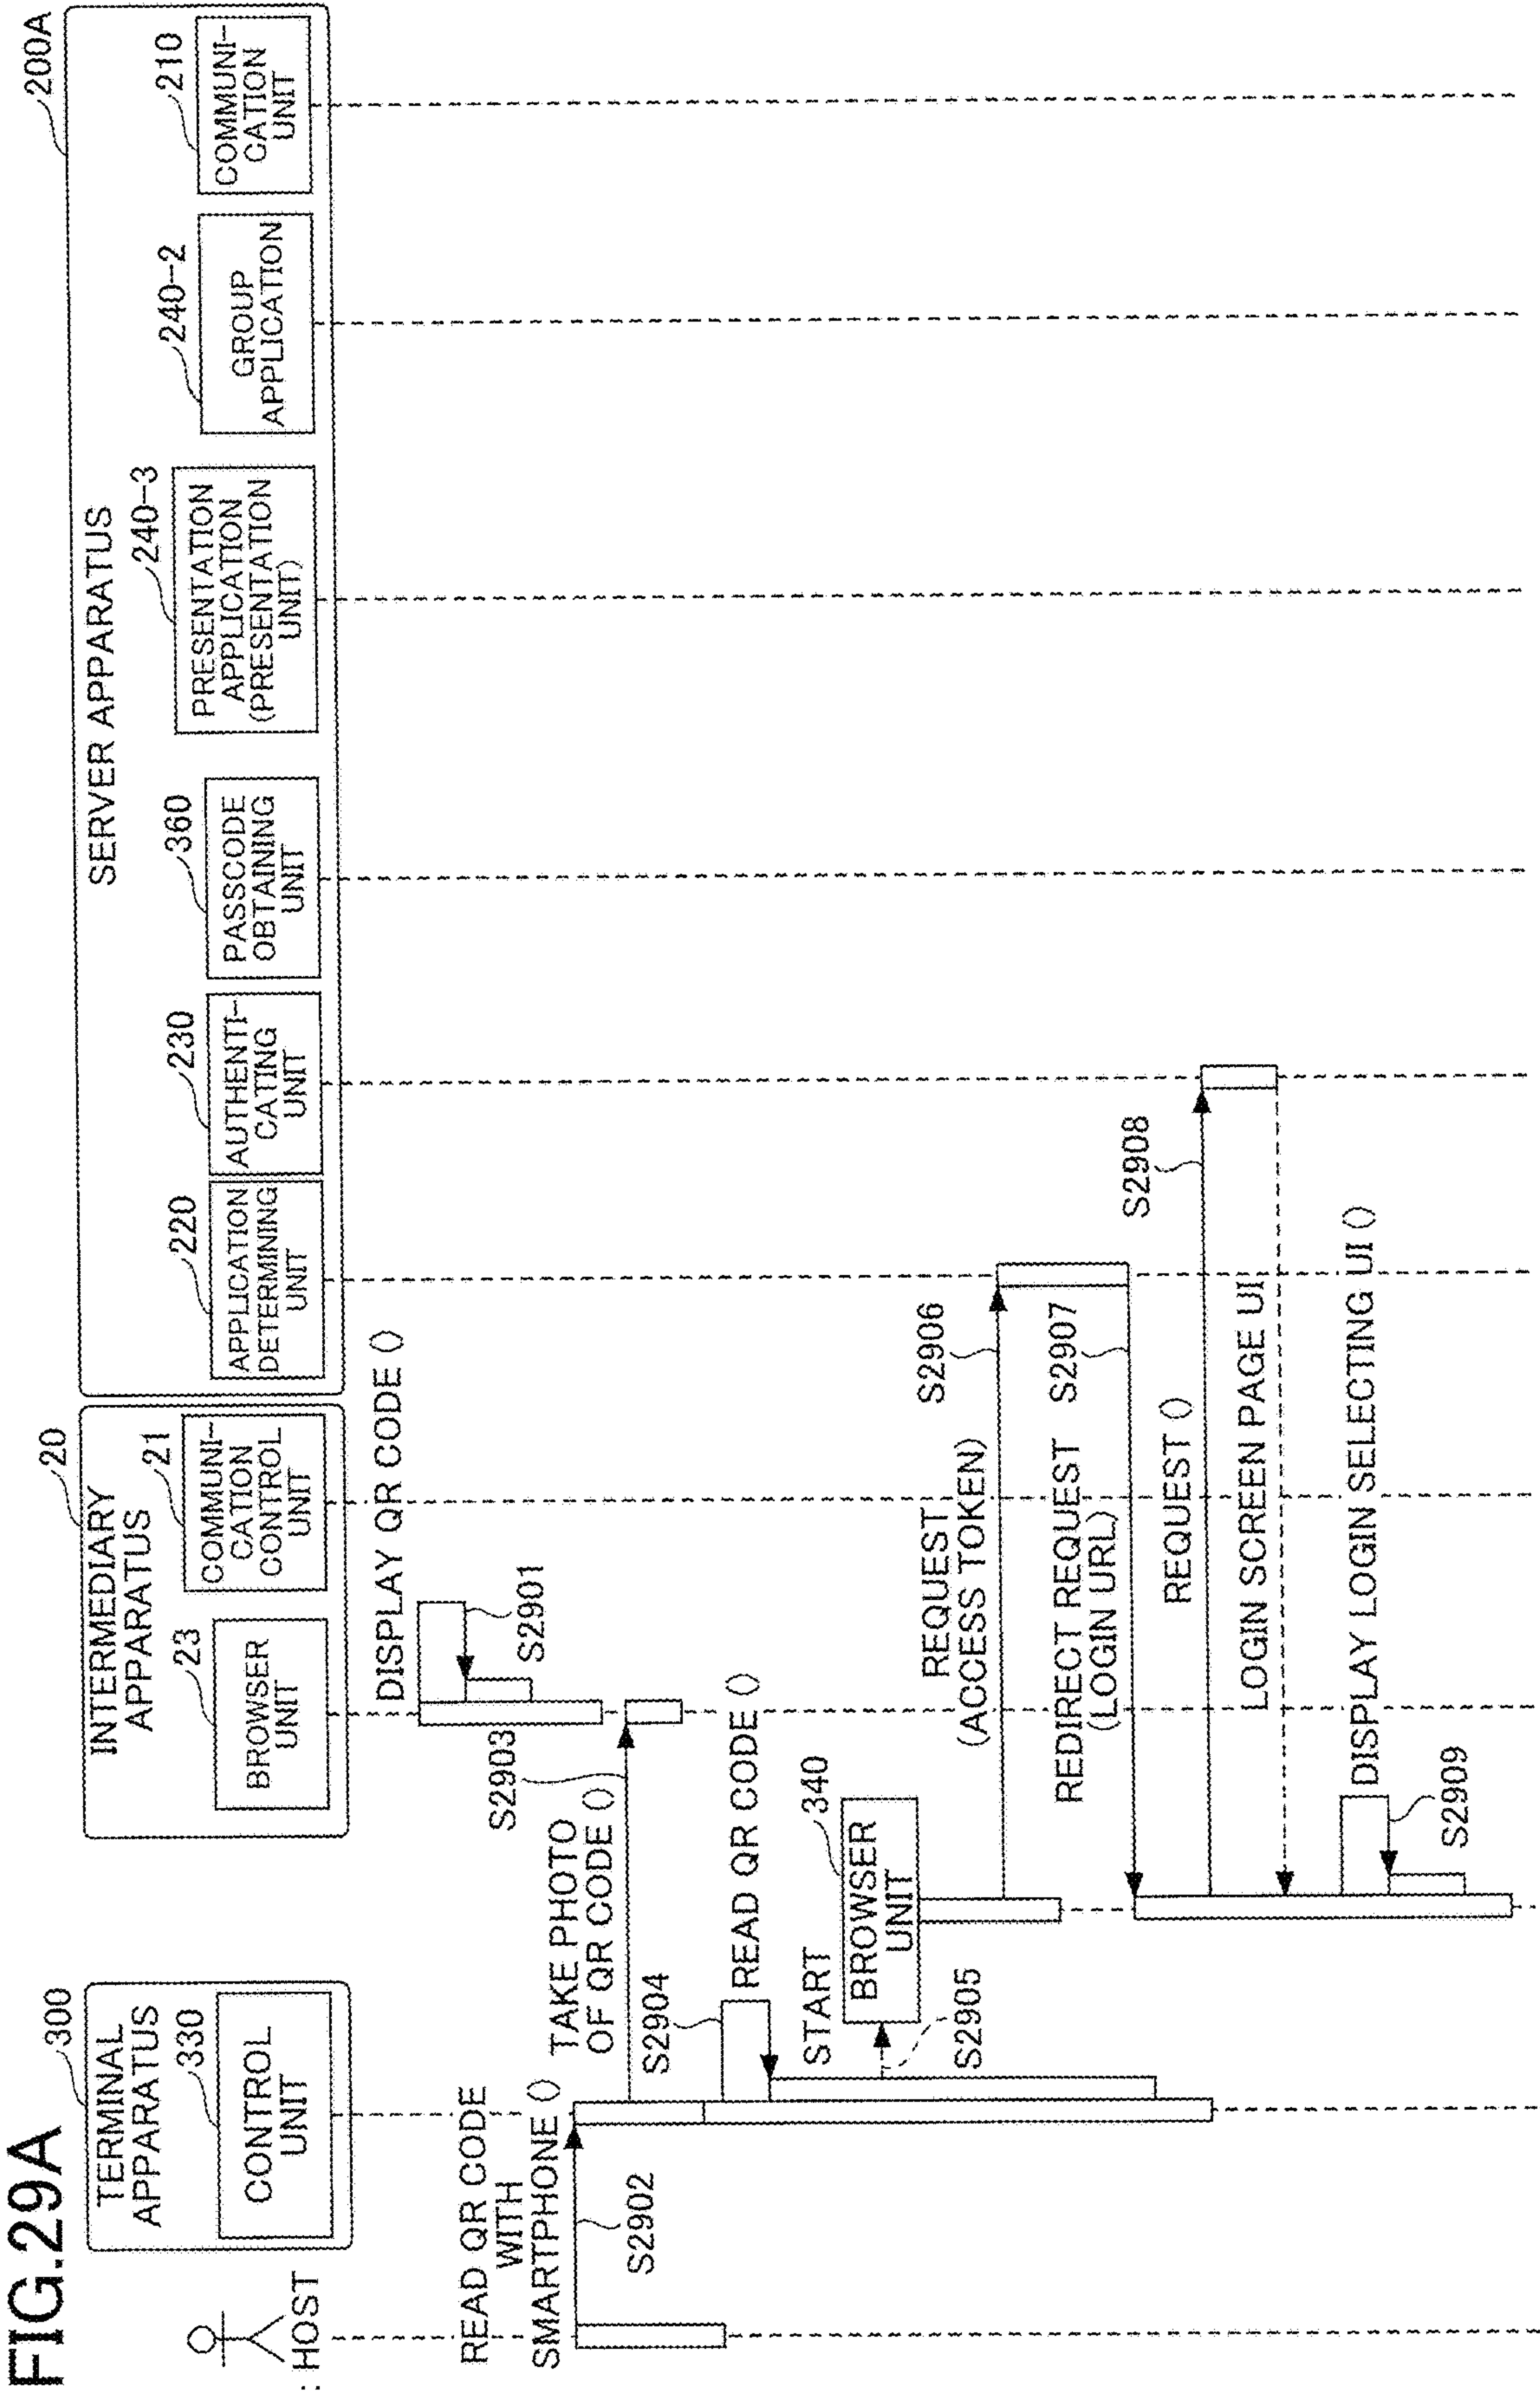 FIG.29A
: HOST
300
TERMINAL
APPARATUS
330
CONTROL
UNIT
20
INTERMEDIARY
APPARATUS
23
BROWSER
UNIT
21
COMMUNI-
CATION
CONTROL
UNIT
200A
SERVER APPARATUS
220
APPLICATION
DETERMINING
UNIT
230
AUTHENTI-
CATING
UNIT
360
PASSCODE
OBTAINING
UNIT
240-3
PRESENTATION
APPLICATION
(PRESENTATION
UNIT)
240-2
GROUP
APPLICATION
210
COMMUNI-
CATION
UNIT
DISPLAY QR CODE ()
S2901
READ QR CODE
WITH
SMARTPHONE ()
S2902
S2903
TAKE PHOTO
OF QR CODE ()
S2904
READ QR CODE ()
START
S2905
340
BROWSER
UNIT
S2906
REQUEST
(ACCESS TOKEN)
REDIRECT REQUEST
(LOGIN URL)
S2907
REQUEST ()
S2908
LOGIN SCREEN PAGE UI
DISPLAY LOGIN SELECTING UI ()
S2909